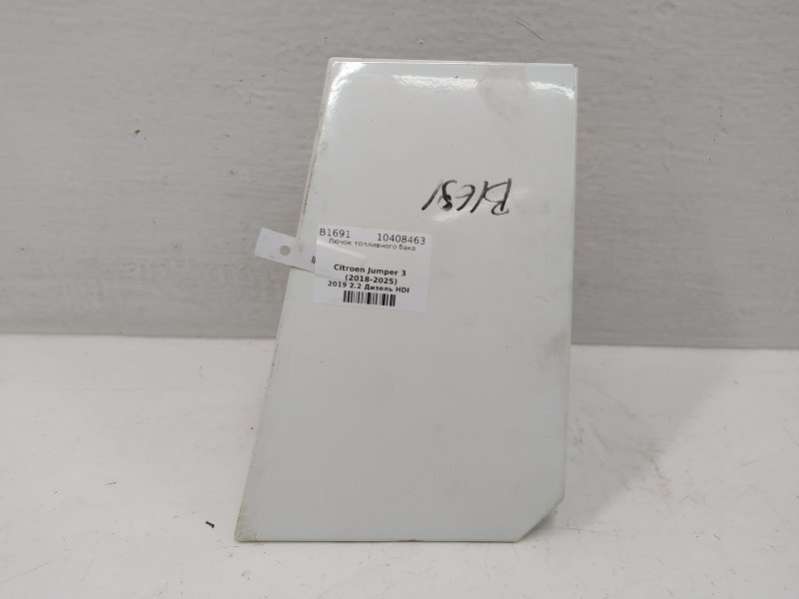 B1691
B1691 10408463
Лючок топливного бака
Citroen Jumper 3
(2018-2025)
2019 2.2 Дизель HDI